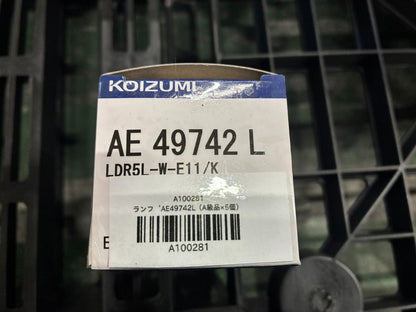 KOIZUMI
AE 49742 L
LDR5L-W-E11/K
A100281
ランプ AE49742L (A級品×5個)
A100281
E